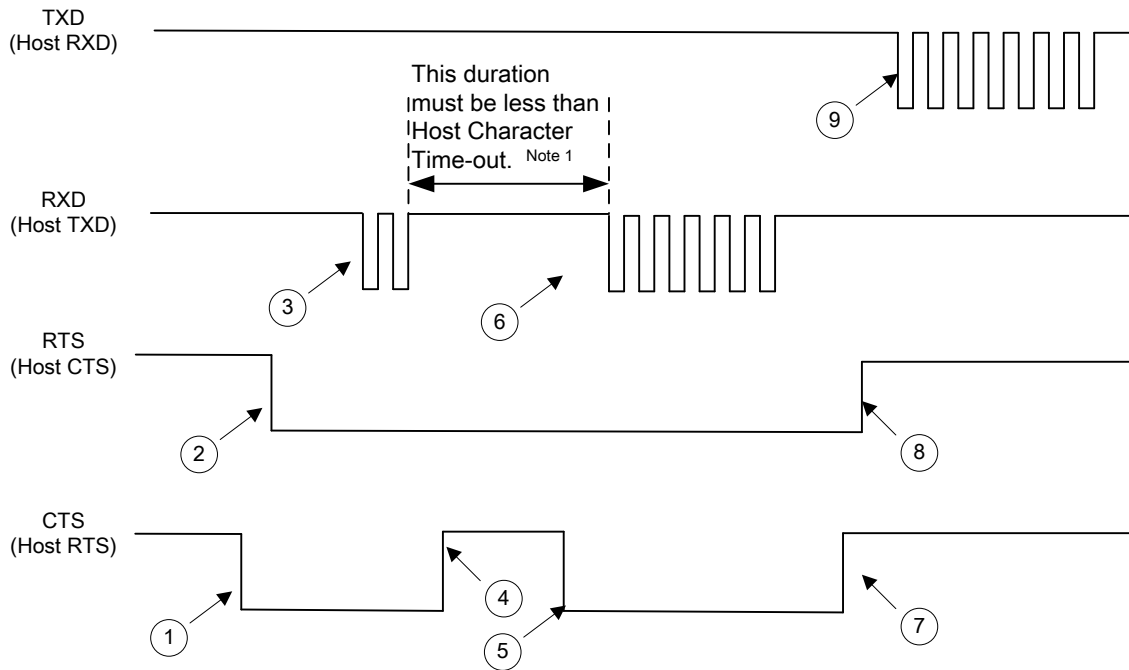 TXD
(Host RXD)
This duration
must be less than
Host Character
Time-out. Note 1
9
RXD
(Host TXD)
3
6
RTS
(Host CTS)
2
8
CTS
(Host RTS)
4
1
5
7